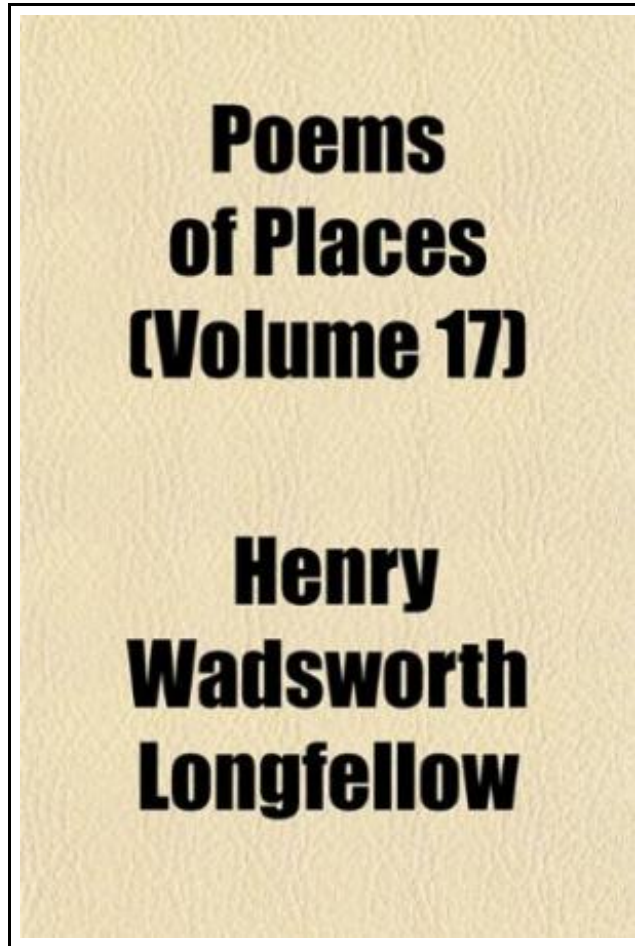 Poems
of Places
(Volume 17)
Henry
Wadsworth
Longfellow